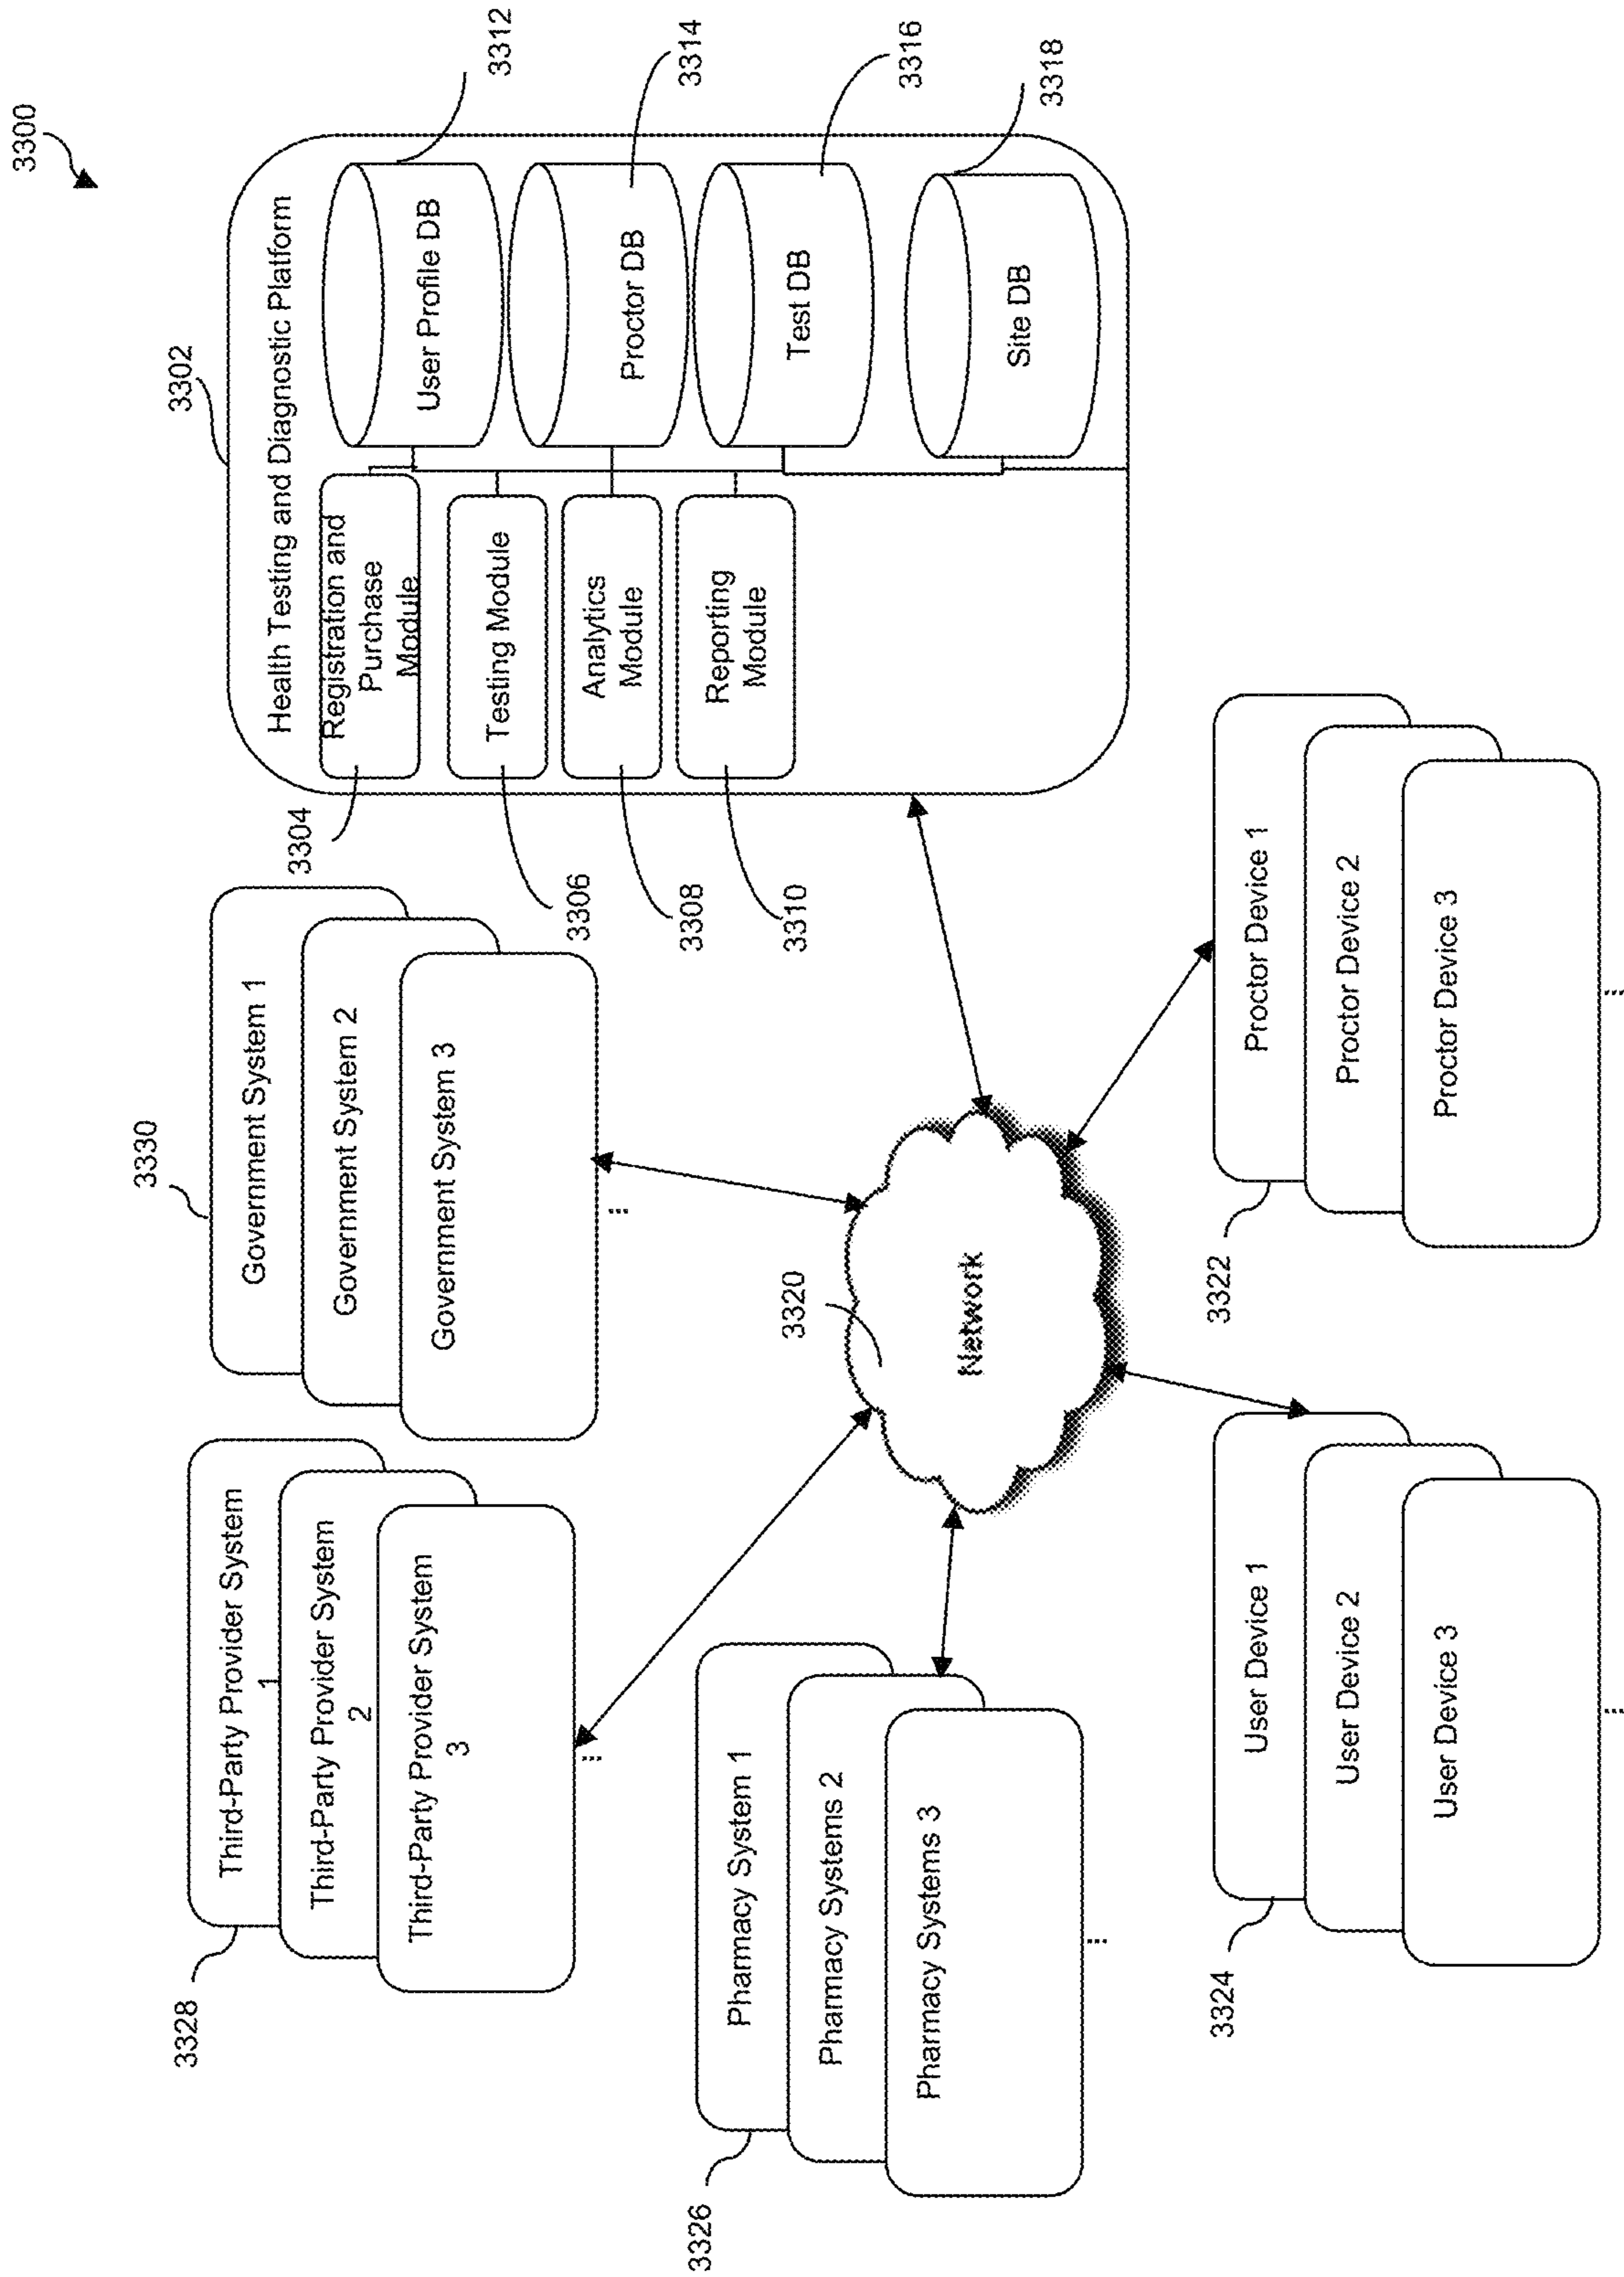 3300
3328
Third-Party Provider System
1
Third-Party Provider System
2
Third-Party Provider System
3
...
3330
Government System 1
Government System 2
Government System 3
...
3302
Health Testing and Diagnostic Platform
3304
Registration and
Purchase
Module
3306
Testing Module
3308
Analytics
Module
3310
Reporting
Module
User Profile DB
3312
Proctor DB
3314
Test DB
3316
Site DB
3318
3326
Pharmacy System 1
Pharmacy Systems 2
Pharmacy Systems 3
...
3320
Network
3324
User Device 1
User Device 2
User Device 3
...
3322
Proctor Device 1
Proctor Device 2
Proctor Device 3
...